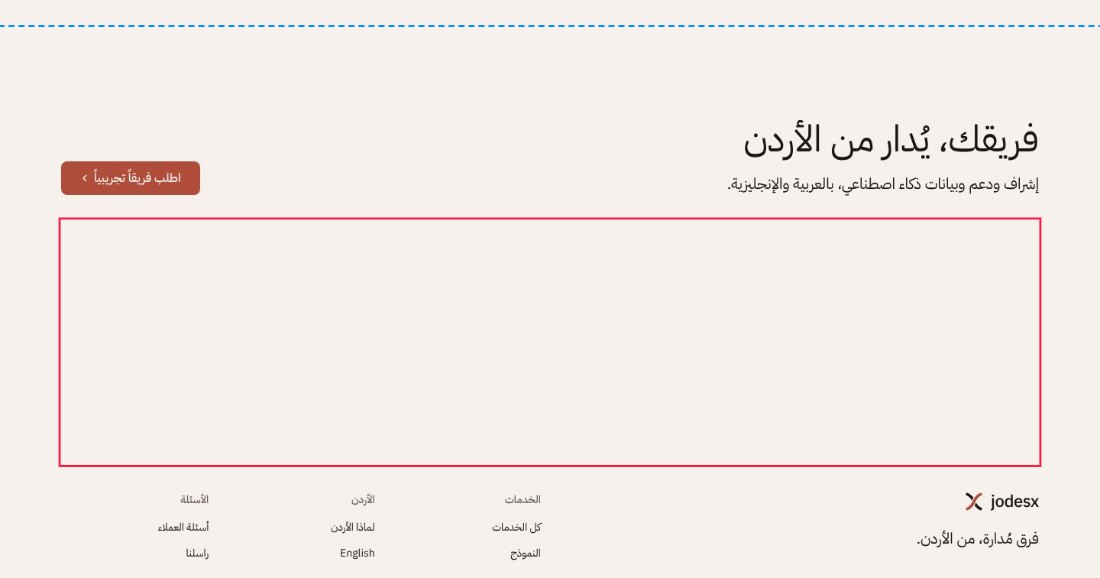 فريقك، يُدار من الأردن
إشراف ودعم وبيانات ذكاء اصطناعي، بالعربية والإنجليزية.
اطلب فريقاً تجريبياً
jodesx
فرق مُدارة، من الأردن.
الخدمات
كل الخدمات
النموذج
الأردن
لماذا الأردن
English
الأسئلة
أسئلة العملاء
راسلنا